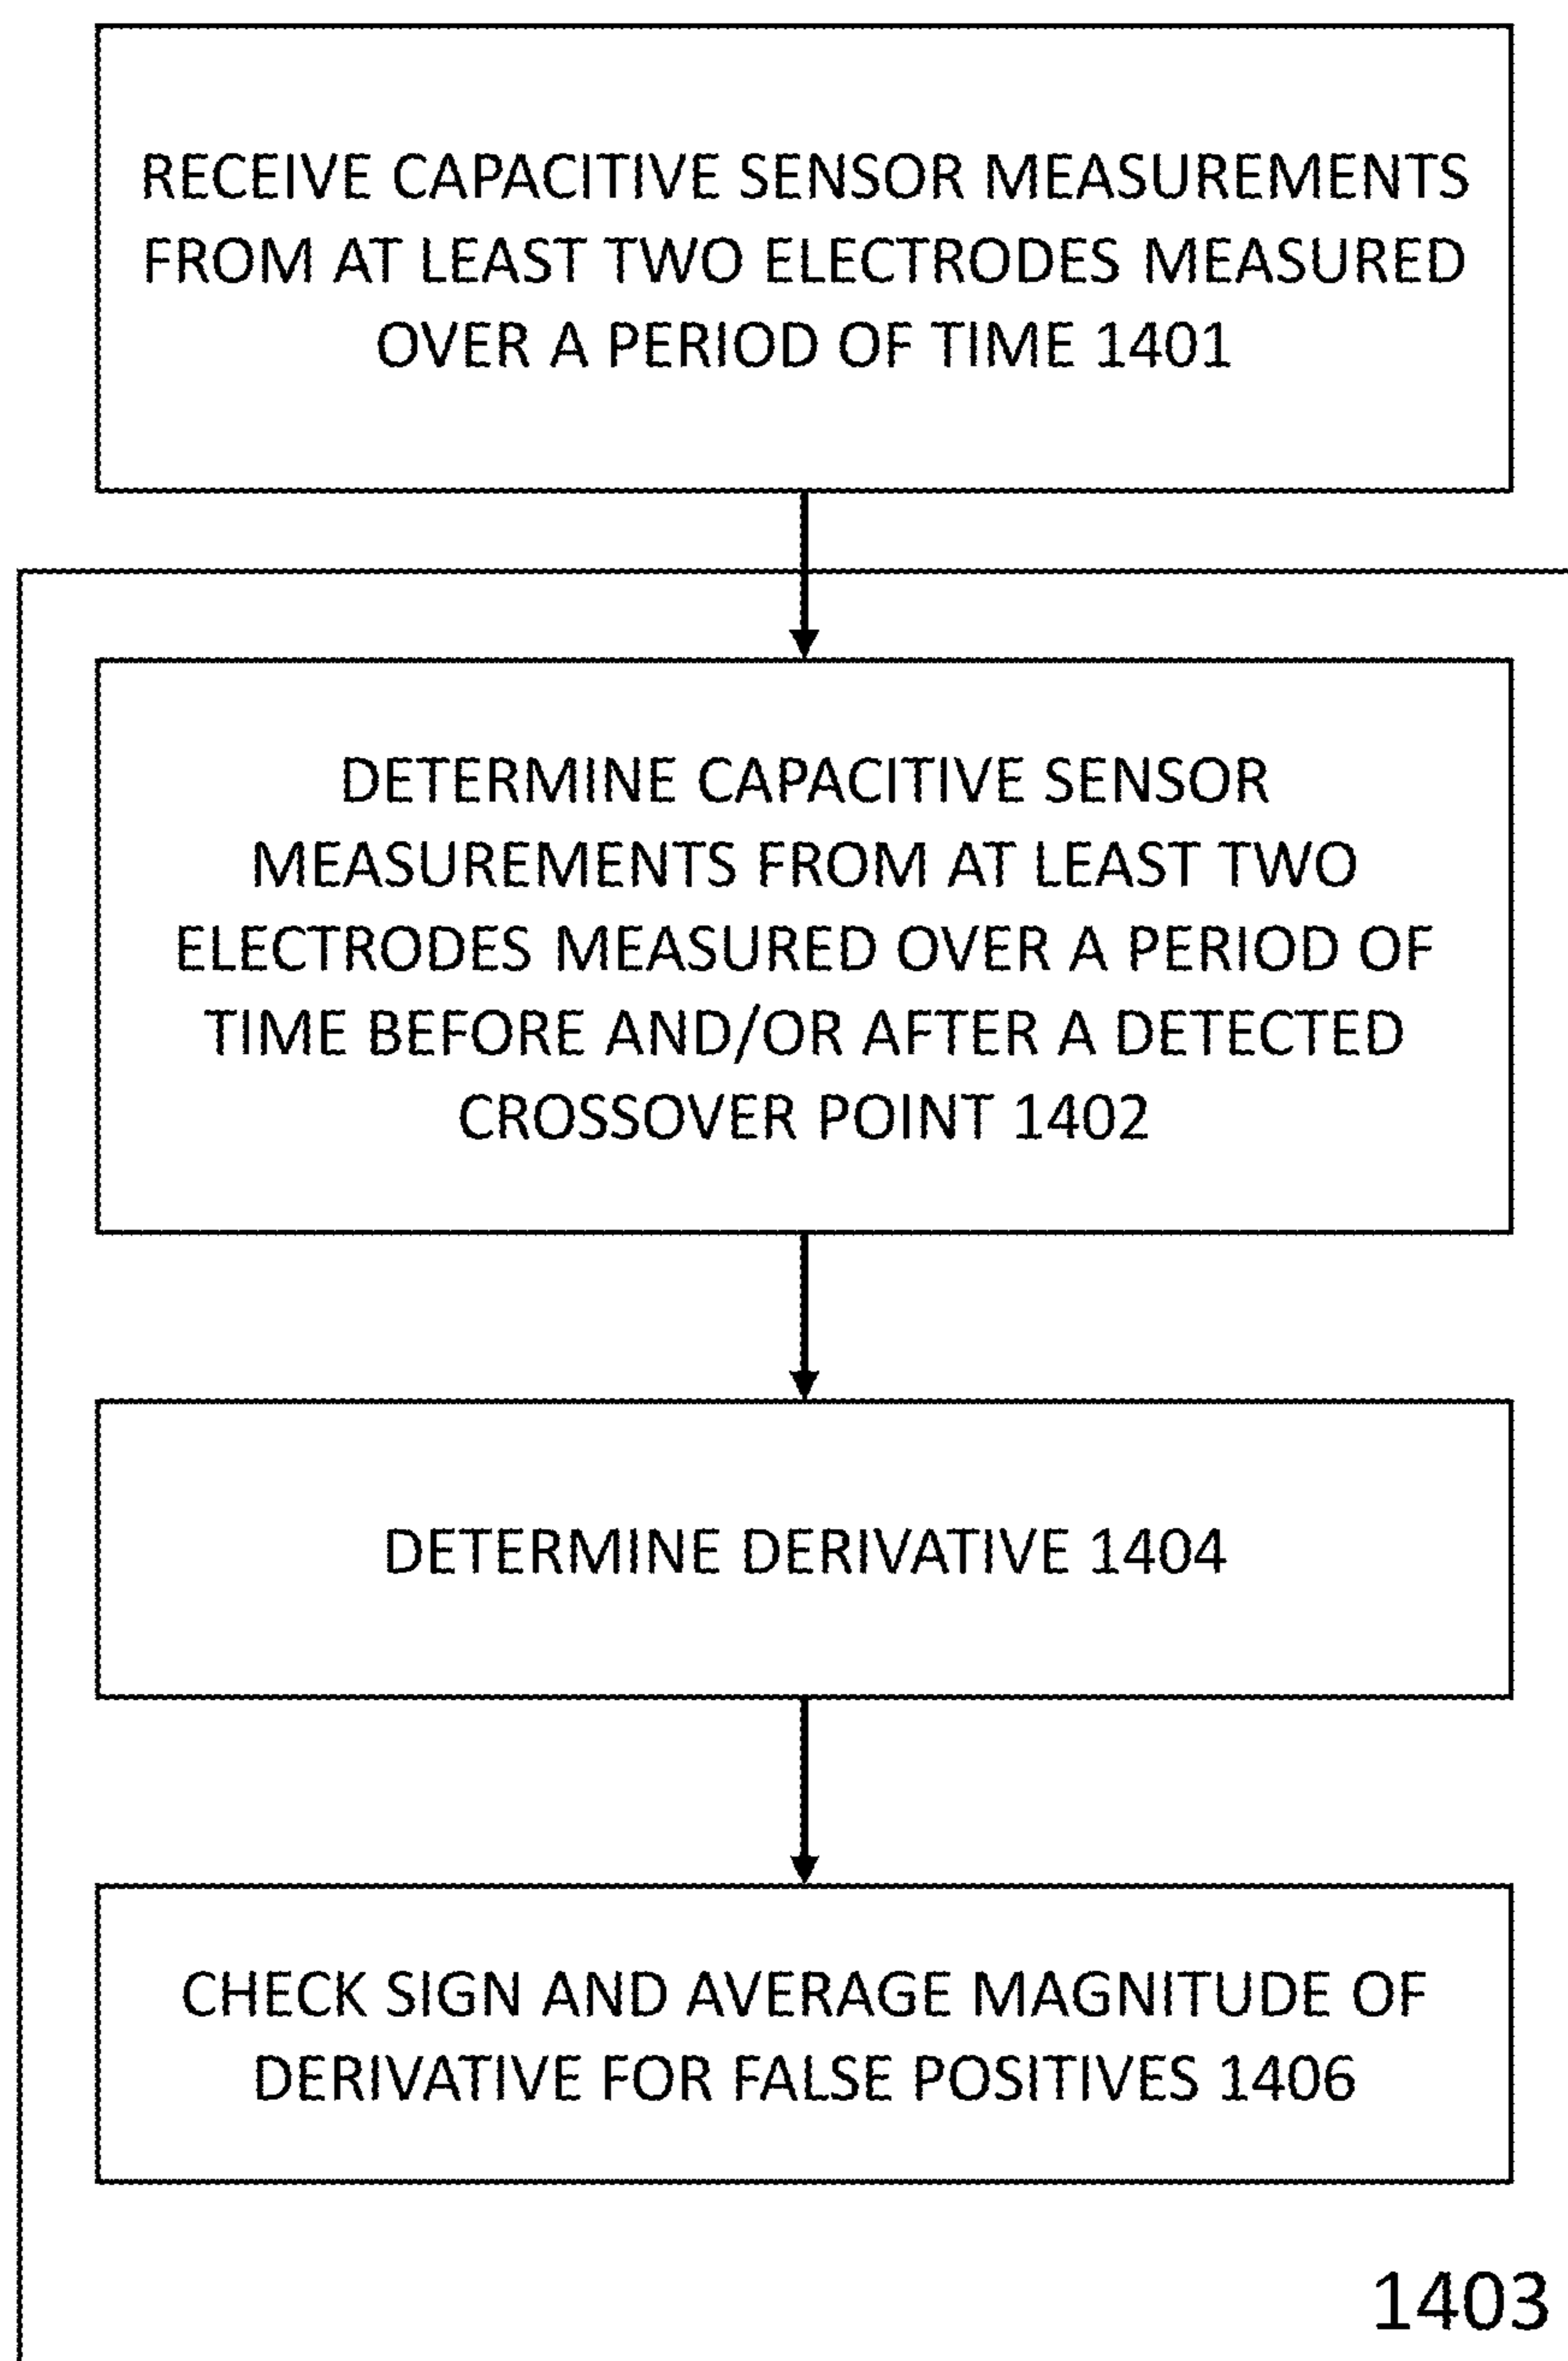 RECEIVE CAPACITIVE SENSOR MEASUREMENTS
FROM AT LEAST TWO ELECTRODES MEASURED
OVER A PERIOD OF TIME 1401
DETERMINE CAPACITIVE SENSOR
MEASUREMENTS FROM AT LEAST TWO
ELECTRODES MEASURED OVER A PERIOD OF
TIME BEFORE AND/OR AFTER A DETECTED
CROSSOVER POINT 1402
DETERMINE DERIVATIVE 1404
CHECK SIGN AND AVERAGE MAGNITUDE OF
DERIVATIVE FOR FALSE POSITIVES 1406
1403